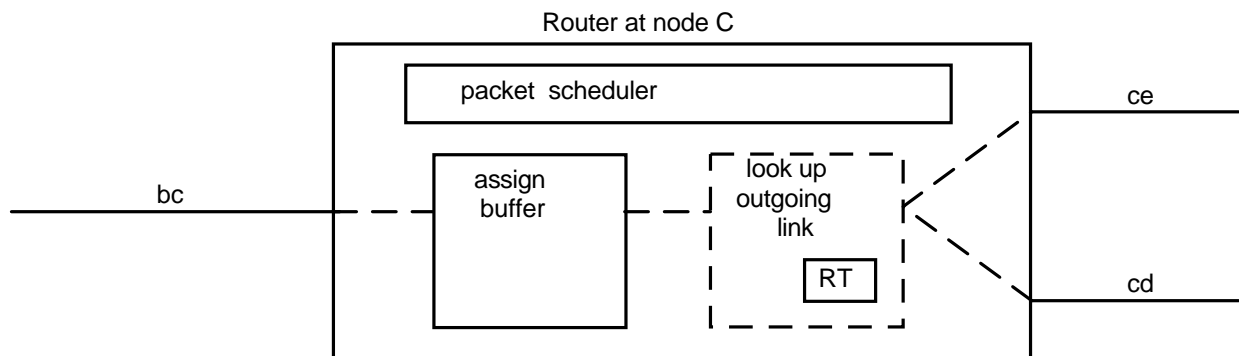 Router at node C
packet scheduler
ce
assign
buffer
look up
outgoing
link
bc
RT
cd